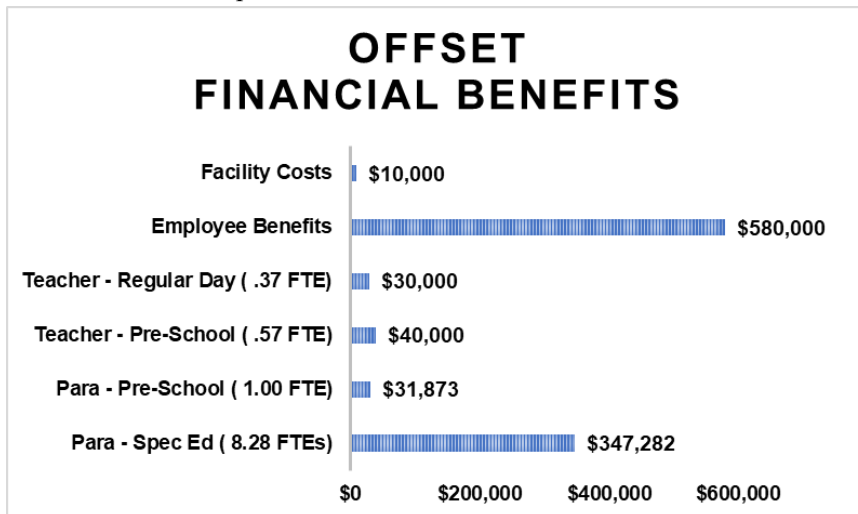 OFFSET
FINANCIAL BENEFITS
Facility Costs $10,000
Employee Benefits $580,000
Teacher - Regular Day ( .37 FTE) $30,000
Teacher - Pre-School ( .57 FTE) $40,000
Para - Pre-School ( 1.00 FTE) $31,873
Para - Spec Ed ( 8.28 FTEs) $347,282
$0 $200,000 $400,000 $600,000